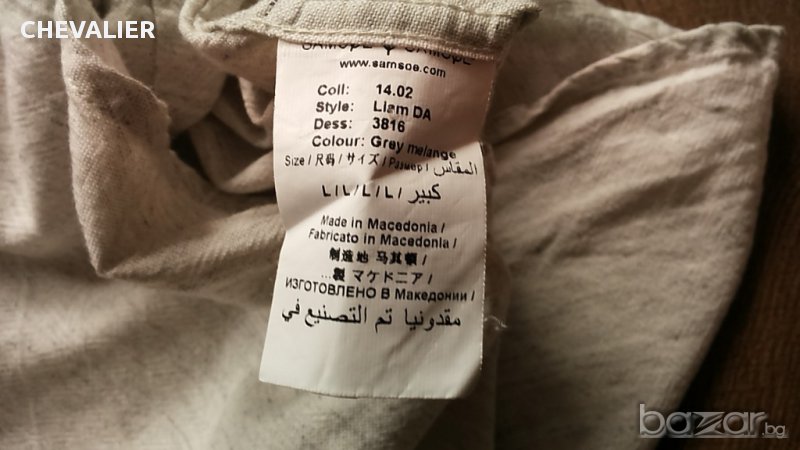 CHEVALIER
SAMSØE SAMSØE
www.samsoe.com
Coll: 14.02
Style: Liam DA
Dess: 3816
Colour: Grey melange
Size / 尺码 / サイズ / Размер / المقاس
L / L / L / L / كبير
Made in Macedonia /
Fabricato in Macedonia /
制造地 马其顿 /
...製 マケドニア /
ИЗГОТОВЛЕНО В Македонии /
مقدونيا تم التصنيع في
bazar.bg